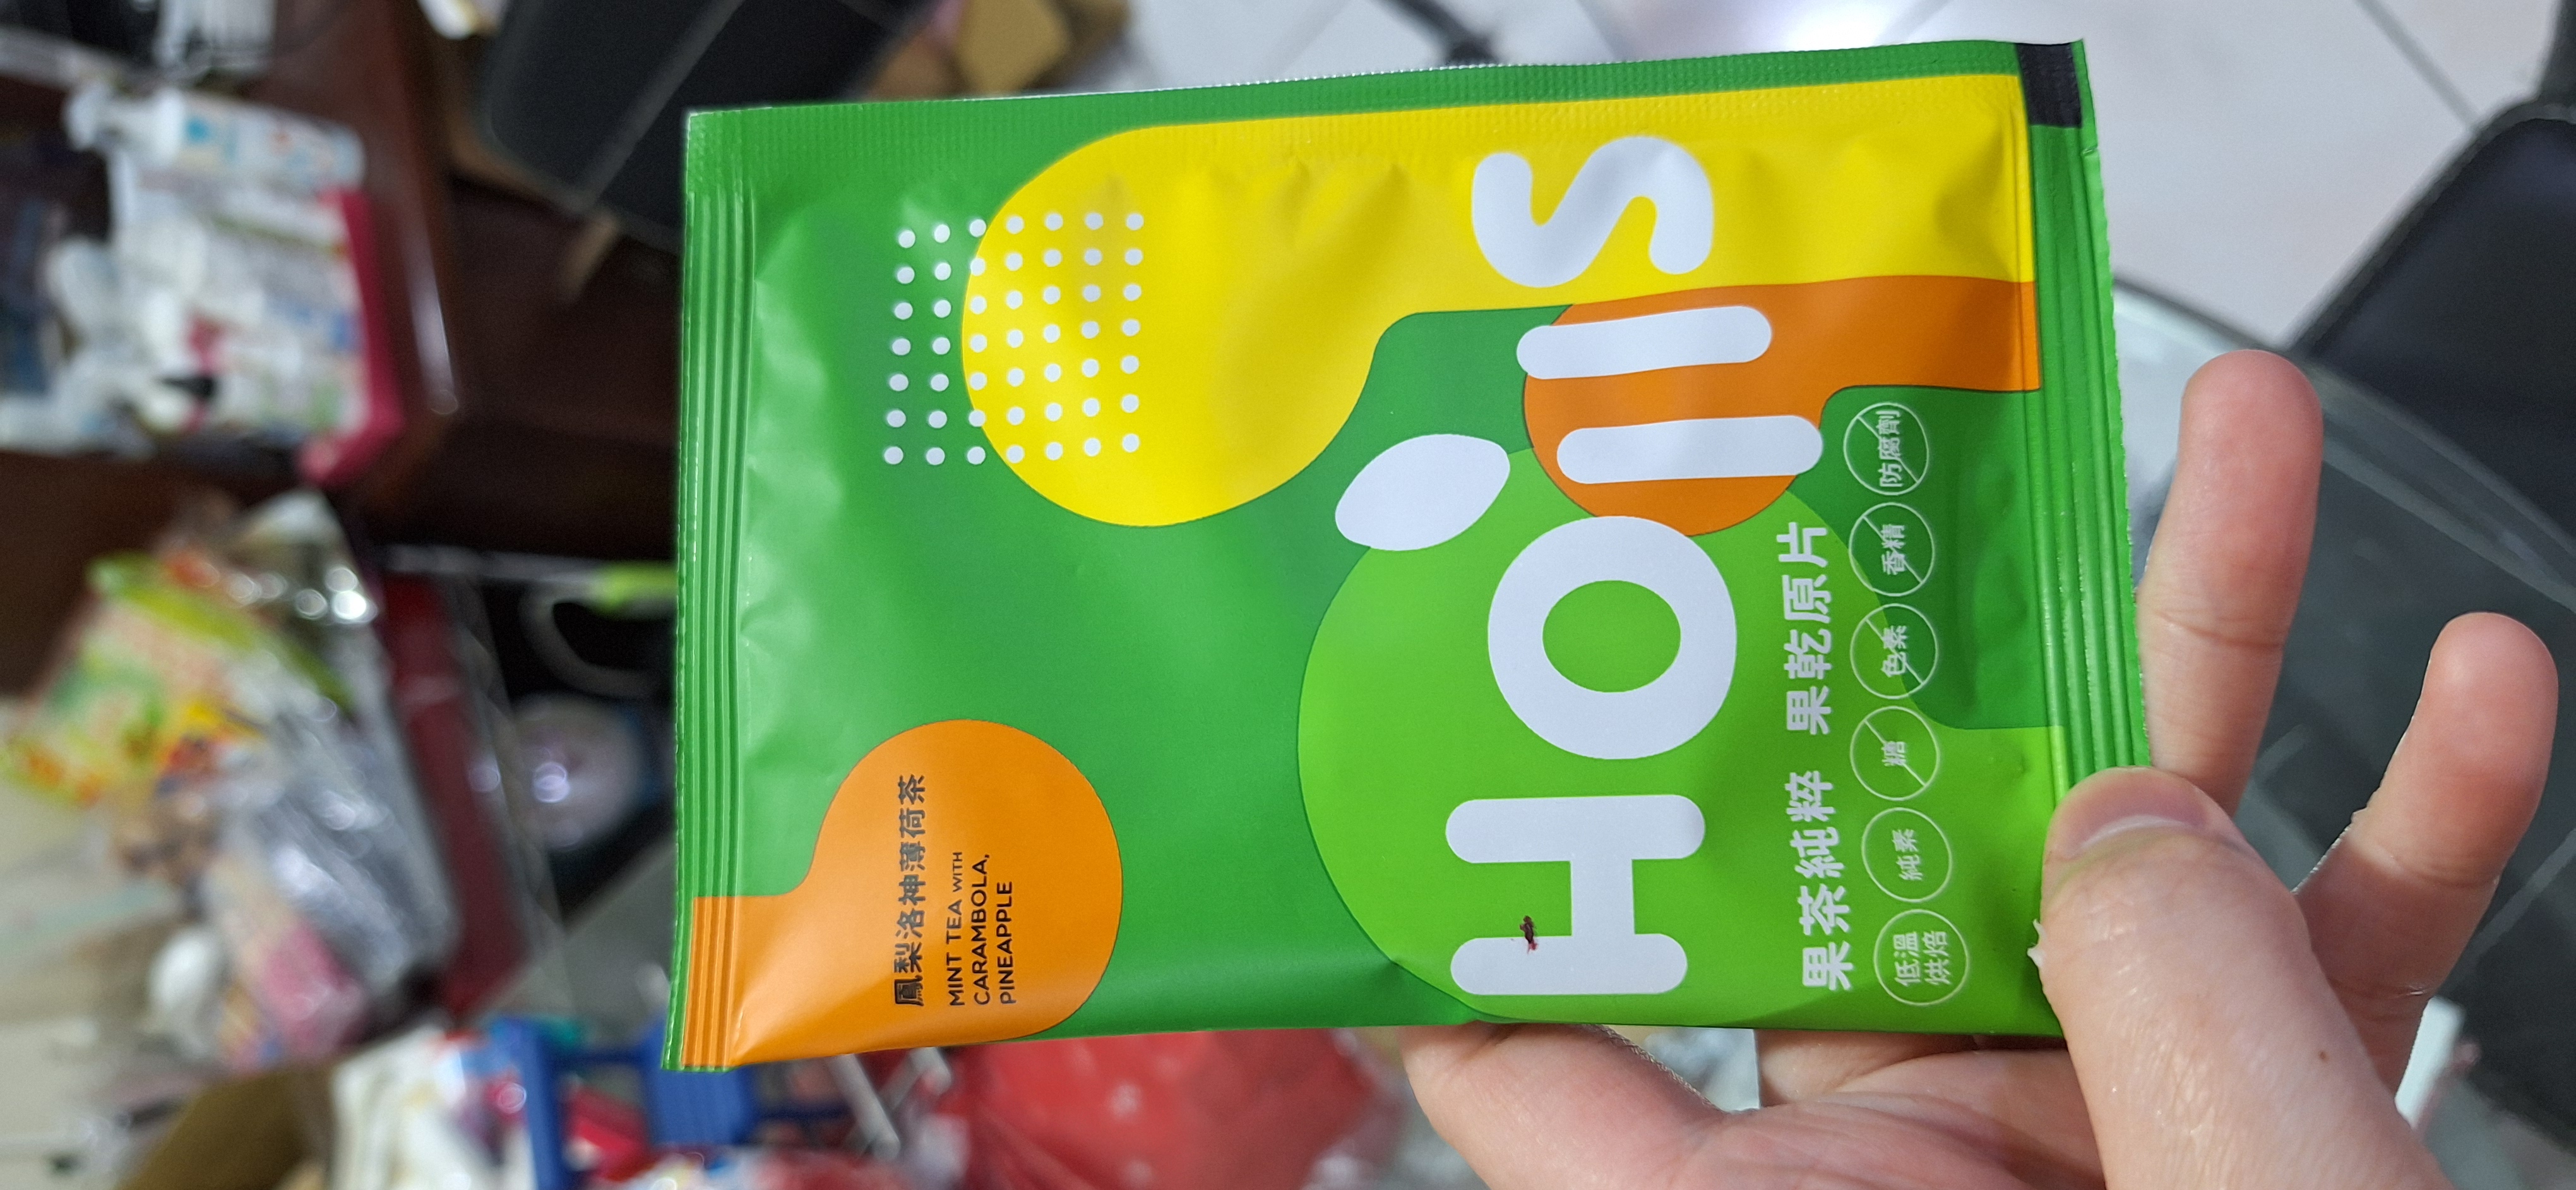 鳳梨洛神薄荷茶
MINT TEA WITH
CARAMBOLA,
PINEAPPLE
HOlls
果茶純粹 果乾原片
低溫烘焙 純素 糖 色素 香精 防腐劑